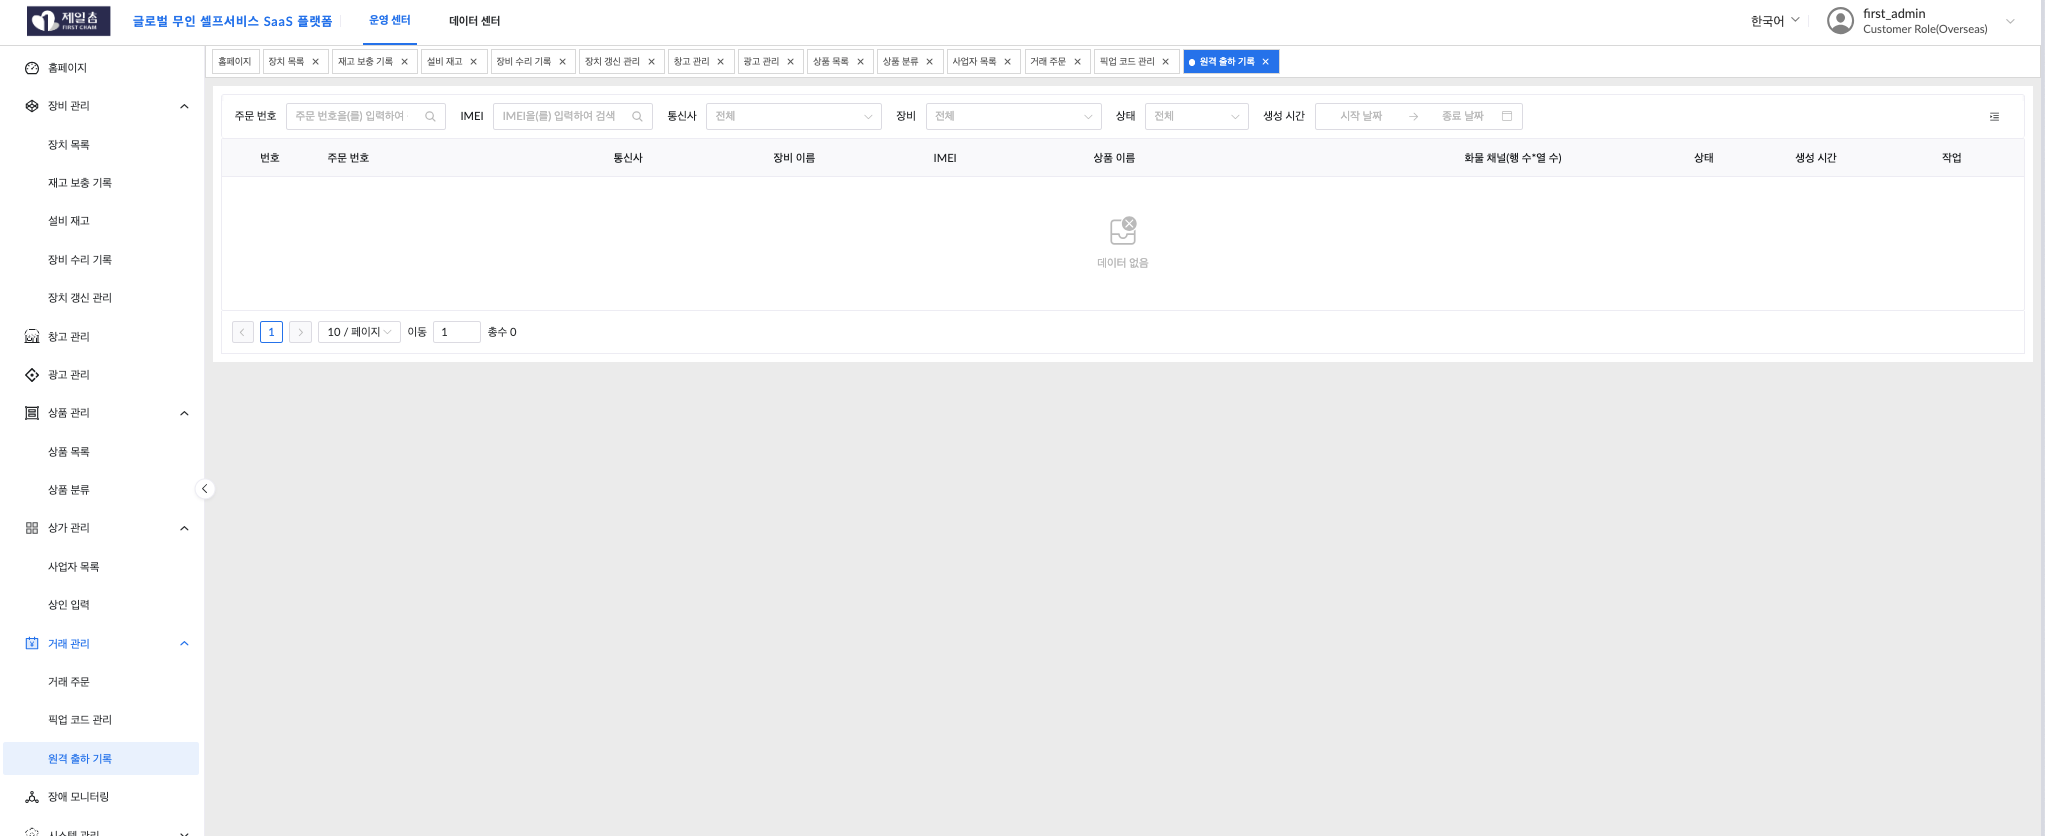 제일참 FIRST CHAM
글로벌 무인 셀프서비스 SaaS 플랫폼
운영 센터
데이터 센터
한국어
first_admin
Customer Role(Overseas)
홈페이지
장치 목록
재고 보충 기록
설비 재고
장비 수리 기록
장치 갱신 관리
창고 관리
광고 관리
상품 목록
상품 분류
사업자 목록
거래 주문
픽업 코드 관리
원격 출하 기록
홈페이지
장비 관리
장치 목록
재고 보충 기록
설비 재고
장비 수리 기록
장치 갱신 관리
창고 관리
광고 관리
상품 관리
상품 목록
상품 분류
상가 관리
사업자 목록
상인 입력
거래 관리
거래 주문
픽업 코드 관리
원격 출하 기록
장애 모니터링
시스템 관리
주문 번호 주문 번호을(를) 입력하여
IMEI IMEI을(를) 입력하여 검색
통신사 전체
장비 전체
상태 전체
생성 시간 시작 날짜 종료 날짜
번호 주문 번호 통신사 장비 이름 IMEI 상품 이름 화물 채널(행 수*열 수) 상태 생성 시간 작업
데이터 없음
1 10 / 페이지 이동 1 총수 0